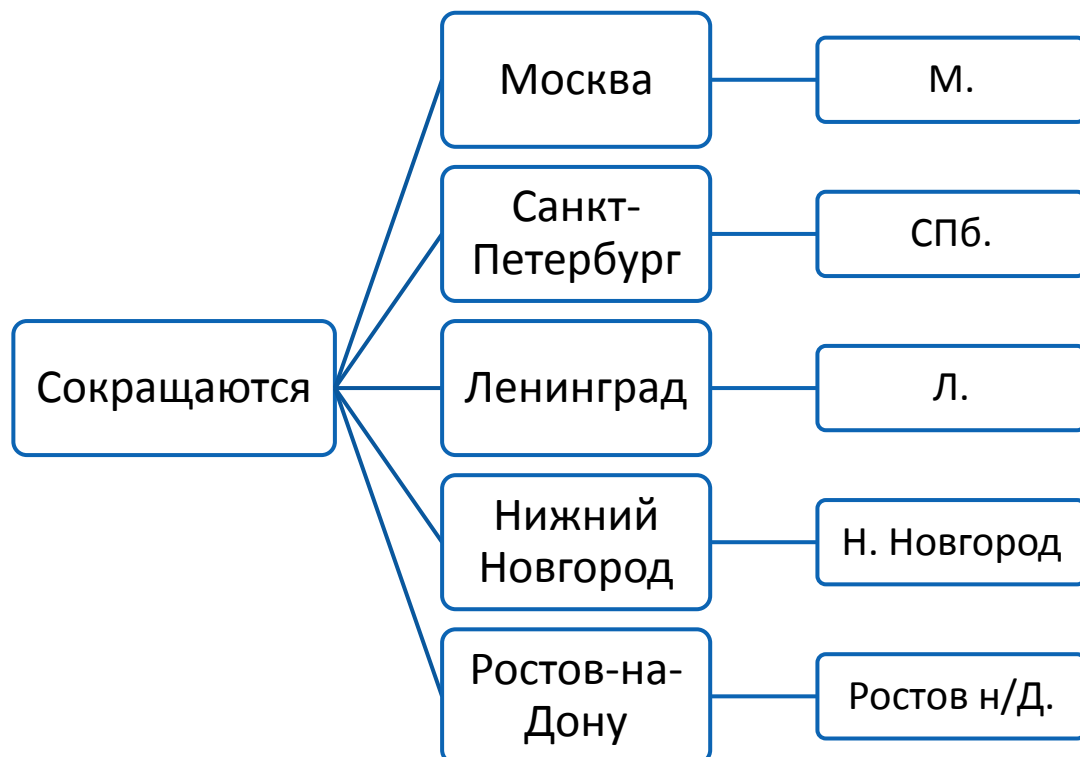 Сокращаются
Москва
М.
Санкт-
Петербург
СПб.
Ленинград
Л.
Нижний
Новгород
Н. Новгород
Ростов-на-
Дону
Ростов н/Д.